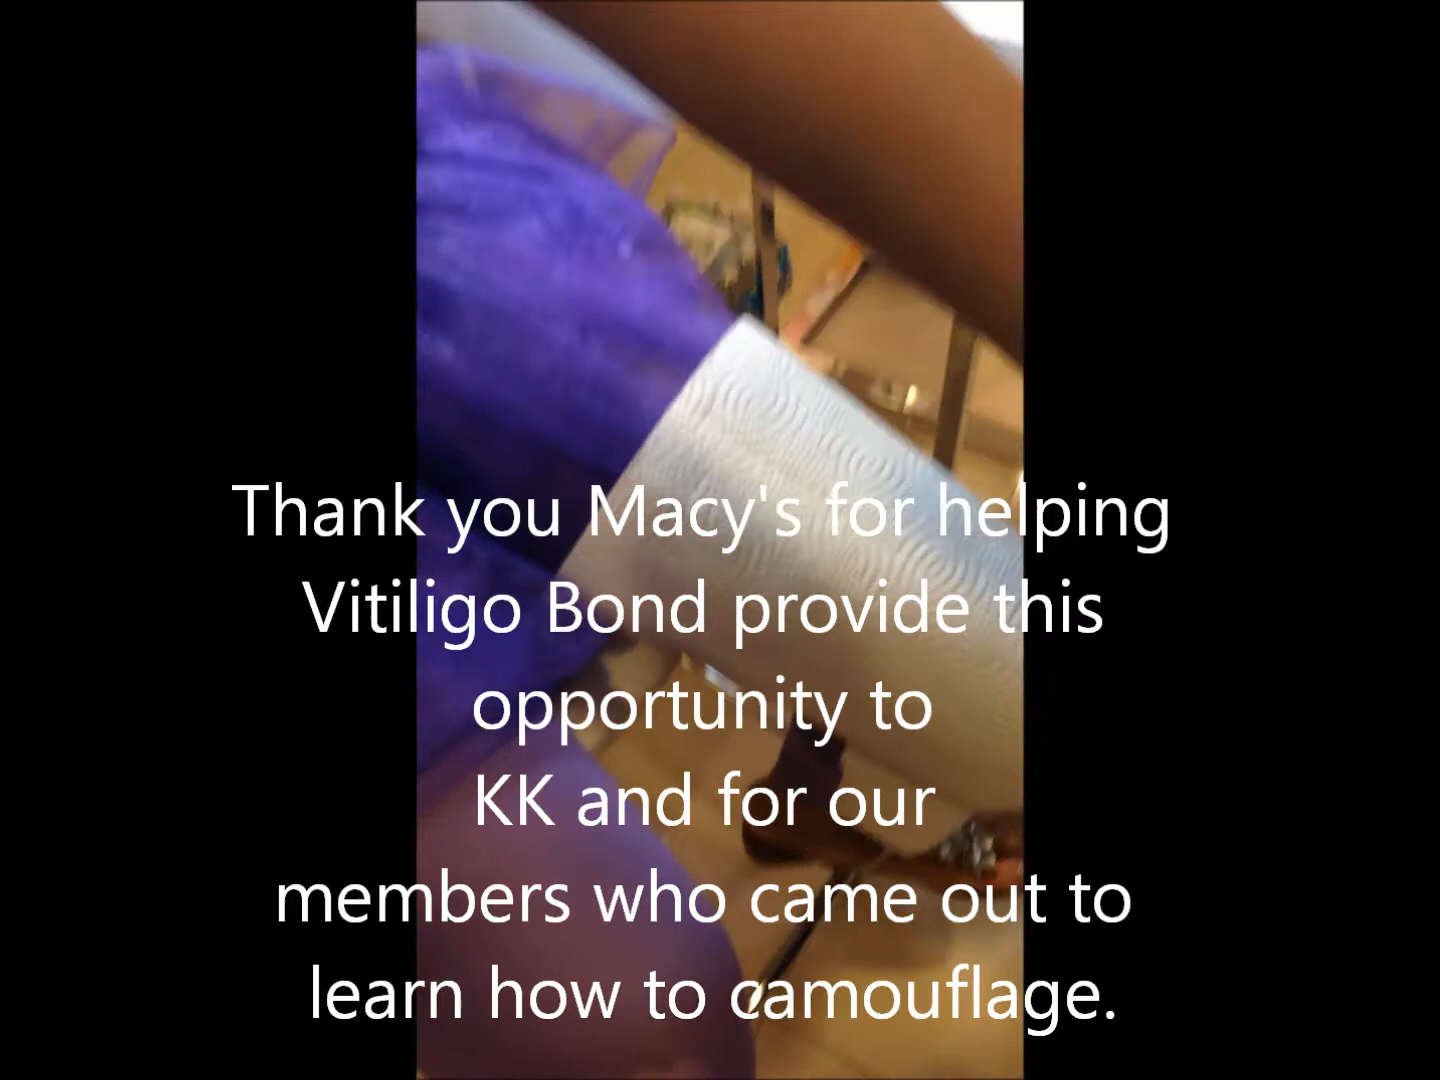 Thank you Macy's for helping
Vitiligo Bond provide this
opportunity to
KK and for our
members who came out to
learn how to camouflage.